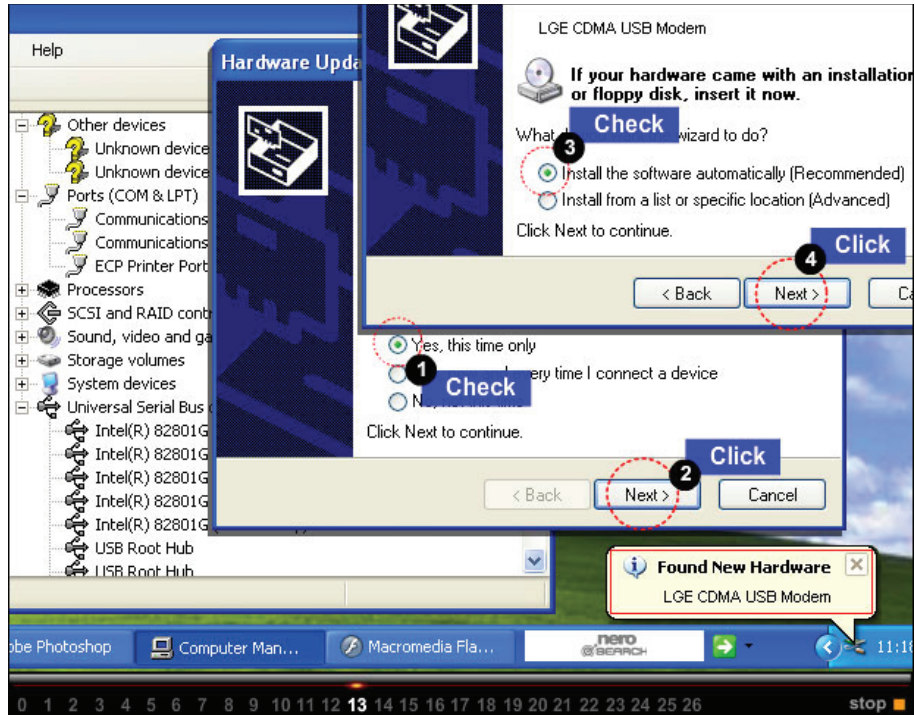 Help
Other devices
Unknown device
Unknown device
Ports (COM & LPT)
Communications
Communications
ECP Printer Port
Processors
SCSI and RAID contr
Sound, video and ga
Storage volumes
System devices
Universal Serial Bus
Intel(R) 82801G
Intel(R) 82801G
Intel(R) 82801G
Intel(R) 82801G
Intel(R) 82801G
USB Root Hub
USB Root Hub
Hardware Upda
LGE CDMA USB Modem
If your hardware came with an installation
or floppy disk, insert it now.
What wizard to do?
3 Check
Install the software automatically (Recommended)
Install from a list or specific location (Advanced)
Click Next to continue.
4 Click
< Back Next > Ca
Yes, this time only
1 Check
very time I connect a device
Click Next to continue.
2 Click
< Back Next > Cancel
Found New Hardware
LGE CDMA USB Modem
obe Photoshop Computer Man... Macromedia Fla... nero SEARCH 11:18
0 1 2 3 4 5 6 7 8 9 10 11 12 13 14 15 16 17 18 19 20 21 22 23 24 25 26 stop